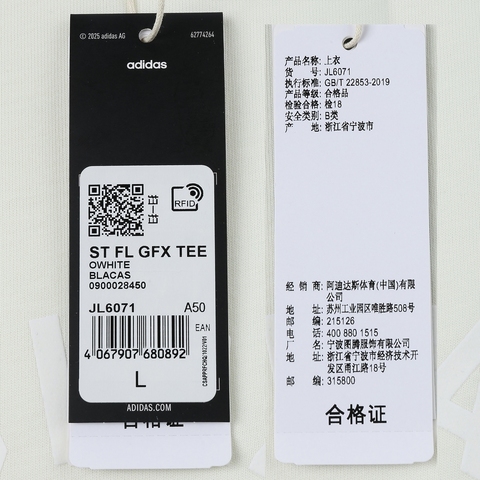 © 2025 adidas AG
62774264
adidas
RFID
ST FL GFX TEE
OWHITE
BLACAS
0900028450
JL6071
A50
EAN
4 067907 680892
L
ADIDAS.COM
合格证
产品名称: 上衣
货 号: JL6071
执行标准: GB/T 22853-2019
产品等级: 合格品
检验合格: 检18
安全类别: B类
产 地: 浙江省宁波市
经 销 商: 阿迪达斯体育(中国)有限
公司
地 址: 苏州工业园区唯胜路508号
邮 编: 215126
电 话: 400 880 1515
厂 名: 宁波图腾服饰有限公司
地 址: 浙江省宁波市经济技术开
发区甬江路18号
邮 编: 315800
合格证